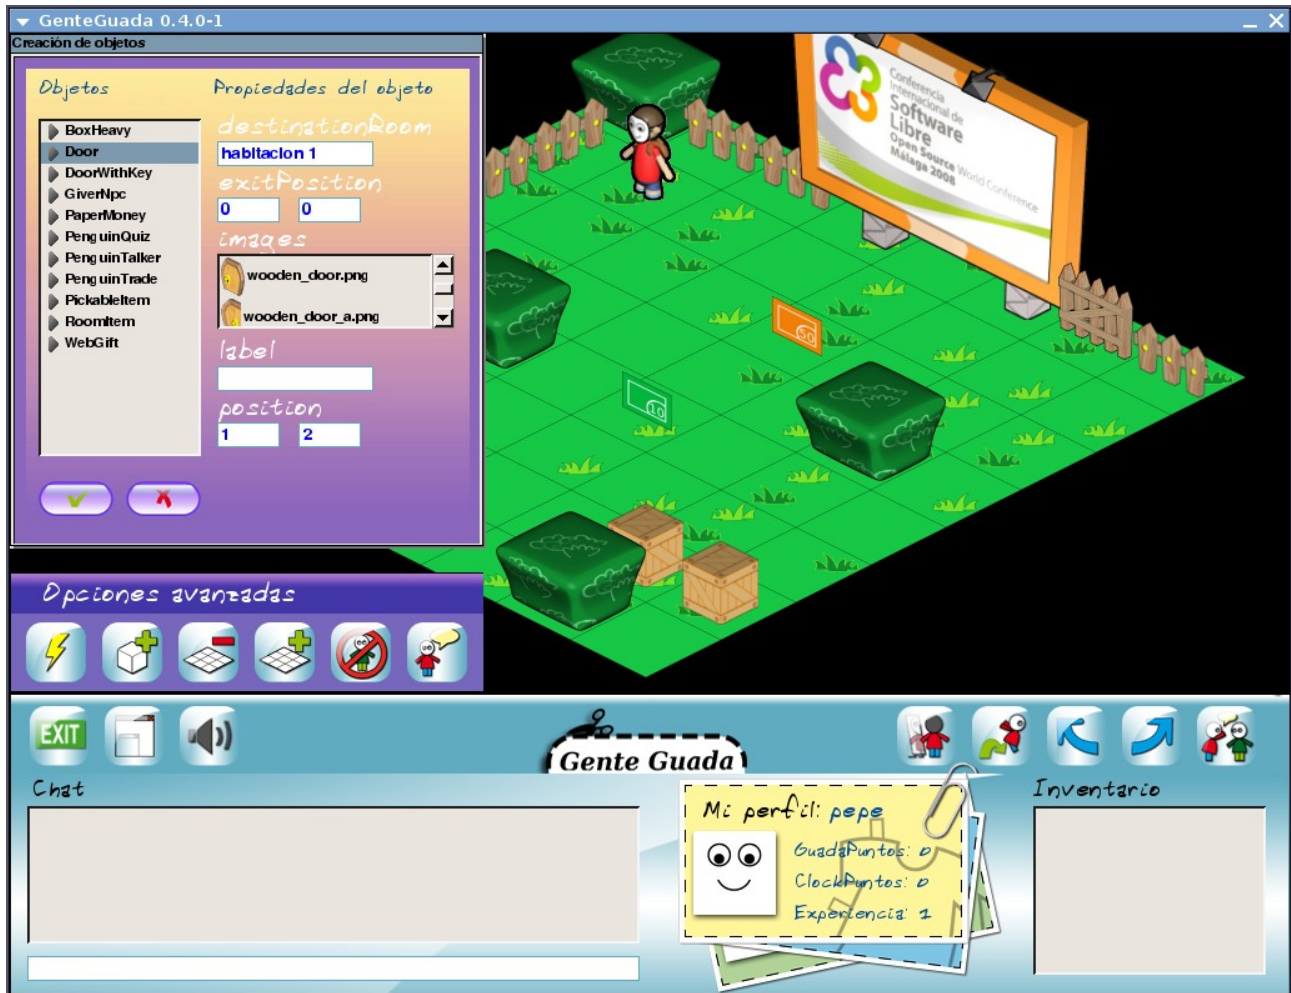 GenteGuada 0.4.0-1
Creación de objetos
Objetos
BoxHeavy
Door
DoorWithKey
GiverNpc
PaperMoney
PenguinQuiz
PenguinTalker
PenguinTrade
PickableItem
RoomItem
WebGift
Propiedades del objeto
destinationRoom
habitacion 1
exitPosition
0 0
images
wooden_door.png
wooden_door_a.png
label
position
1 2
Conferencia
Internacional de
Software
Libre
Open Source World Conference
Málaga 2008
50
10
Opciones avanzadas
EXIT
Gente Guada
Chat
Mi perfil: pepe
GuadaPuntos: 0
ClockPuntos: 0
Experiencia: 1
Inventario